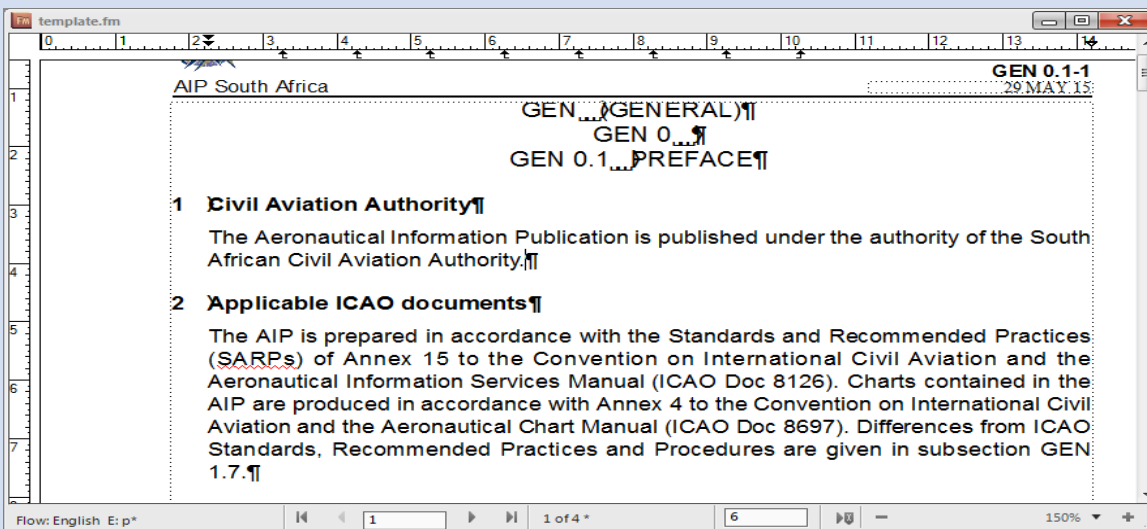 Fm template.fm
0 1 2 3 4 5 6 7 8 9 10 11 12 13 14
GEN 0.1-1
AIP South Africa
29 MAY 15
GEN (GENERAL)¶
GEN 0 ¶
GEN 0.1 PREFACE¶
1 Civil Aviation Authority¶
The Aeronautical Information Publication is published under the authority of the South
African Civil Aviation Authority.¶
2 Applicable ICAO documents¶
The AIP is prepared in accordance with the Standards and Recommended Practices
(SARPs) of Annex 15 to the Convention on International Civil Aviation and the
Aeronautical Information Services Manual (ICAO Doc 8126). Charts contained in the
AIP are produced in accordance with Annex 4 to the Convention on International Civil
Aviation and the Aeronautical Chart Manual (ICAO Doc 8697). Differences from ICAO
Standards, Recommended Practices and Procedures are given in subsection GEN
1.7.¶
1
2
3
4
5
6
7
Flow: English E: p* 1 1 of 4 * 6 150%